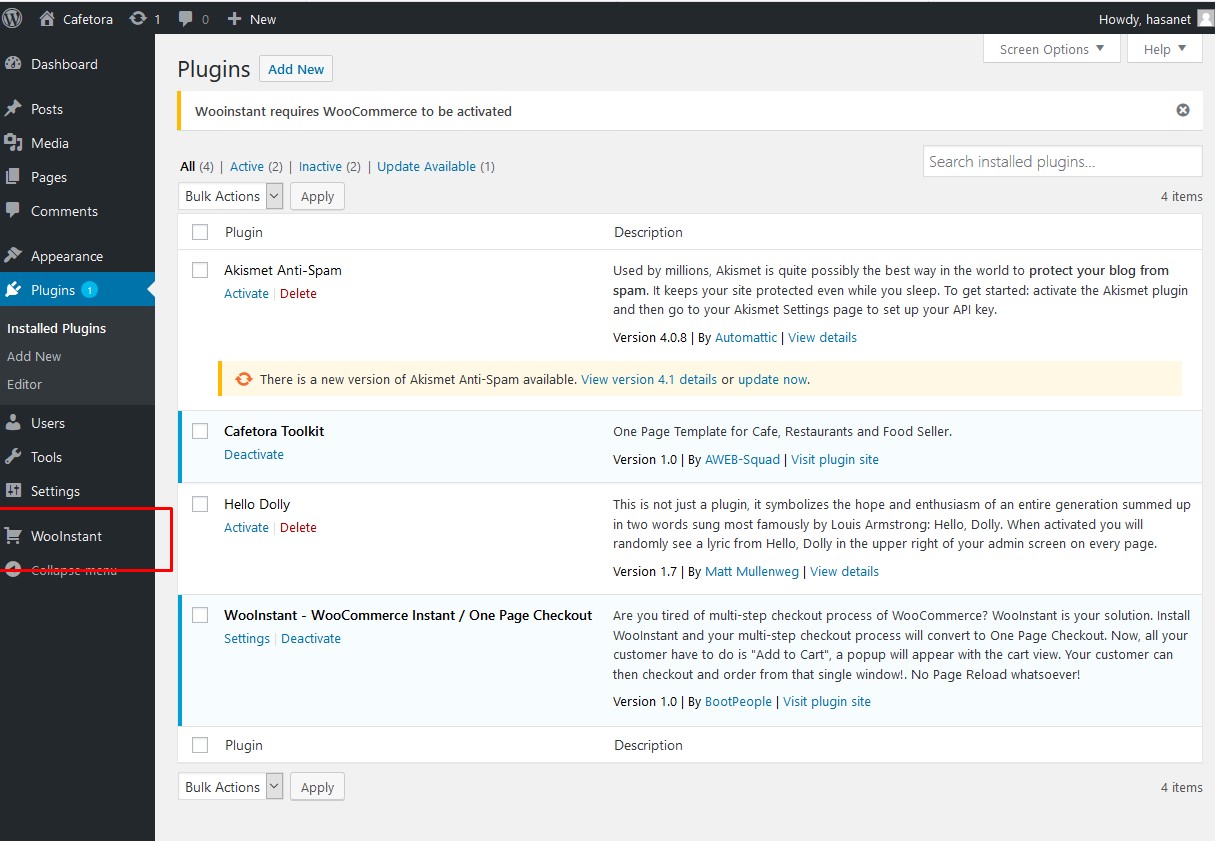 Cafetora 1 0 New Howdy, hasanet
Dashboard
Posts
Media
Pages
Comments
Appearance
Plugins 1
Installed Plugins
Add New
Editor
Users
Tools
Settings
WooInstant
Collapse menu
Screen Options Help
Plugins Add New
Wooinstant requires WooCommerce to be activated
All (4) | Active (2) | Inactive (2) | Update Available (1)
Search installed plugins...
Bulk Actions Apply
4 items
Plugin Description
Akismet Anti-Spam
Activate | Delete
Used by millions, Akismet is quite possibly the best way in the world to protect your blog from
spam. It keeps your site protected even while you sleep. To get started: activate the Akismet plugin
and then go to your Akismet Settings page to set up your API key.
Version 4.0.8 | By Automattic | View details
There is a new version of Akismet Anti-Spam available. View version 4.1 details or update now.
Cafetora Toolkit
Deactivate
One Page Template for Cafe, Restaurants and Food Seller.
Version 1.0 | By AWEB-Squad | Visit plugin site
Hello Dolly
Activate | Delete
This is not just a plugin, it symbolizes the hope and enthusiasm of an entire generation summed up
in two words sung most famously by Louis Armstrong: Hello, Dolly. When activated you will
randomly see a lyric from Hello, Dolly in the upper right of your admin screen on every page.
Version 1.7 | By Matt Mullenweg | View details
WooInstant - WooCommerce Instant / One Page Checkout
Settings | Deactivate
Are you tired of multi-step checkout process of WooCommerce? WooInstant is your solution. Install
WooInstant and your multi-step checkout process will convert to One Page Checkout. Now, all your
customer have to do is "Add to Cart", a popup will appear with the cart view. Your customer can
then checkout and order from that single window!. No Page Reload whatsoever!
Version 1.0 | By BootPeople | Visit plugin site
Plugin Description
Bulk Actions Apply
4 items